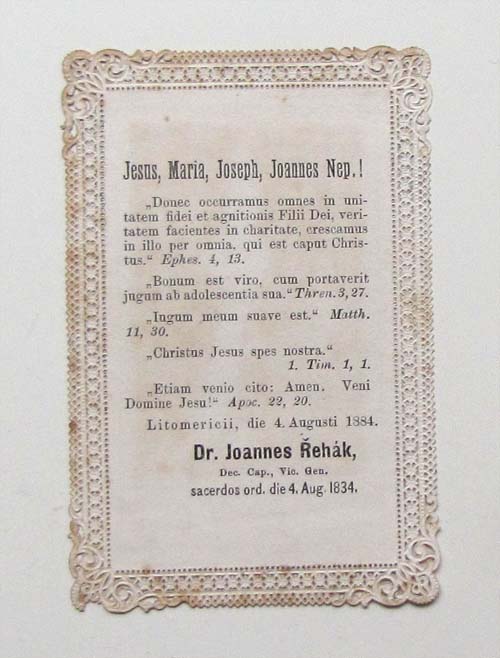 Jesus, Maria, Joseph, Joannes Nep.!
„Donec occurramus omnes in uni-
tatem fidei et agnitionis Filii Dei, veri-
tatem facientes in charitate, crescamus
in illo per omnia, qui est caput Chris-
tus.“ Ephes. 4, 13.
„Bonum est viro, cum portaverit
jugum ab adolescentia sua.“ Thren. 3, 27.
„Iugum meum suave est.“ Matth.
11, 30.
„Christus Jesus spes nostra.“
1. Tim. 1, 1.
„Etiam venio cito: Amen. Veni
Domine Jesu!“ Apoc. 22, 20.
Litomericii, die 4. Augusti 1884.
Dr. Joannes Řehák,
Dec. Cap., Vic. Gen.
sacerdos ord. die 4. Aug. 1834.